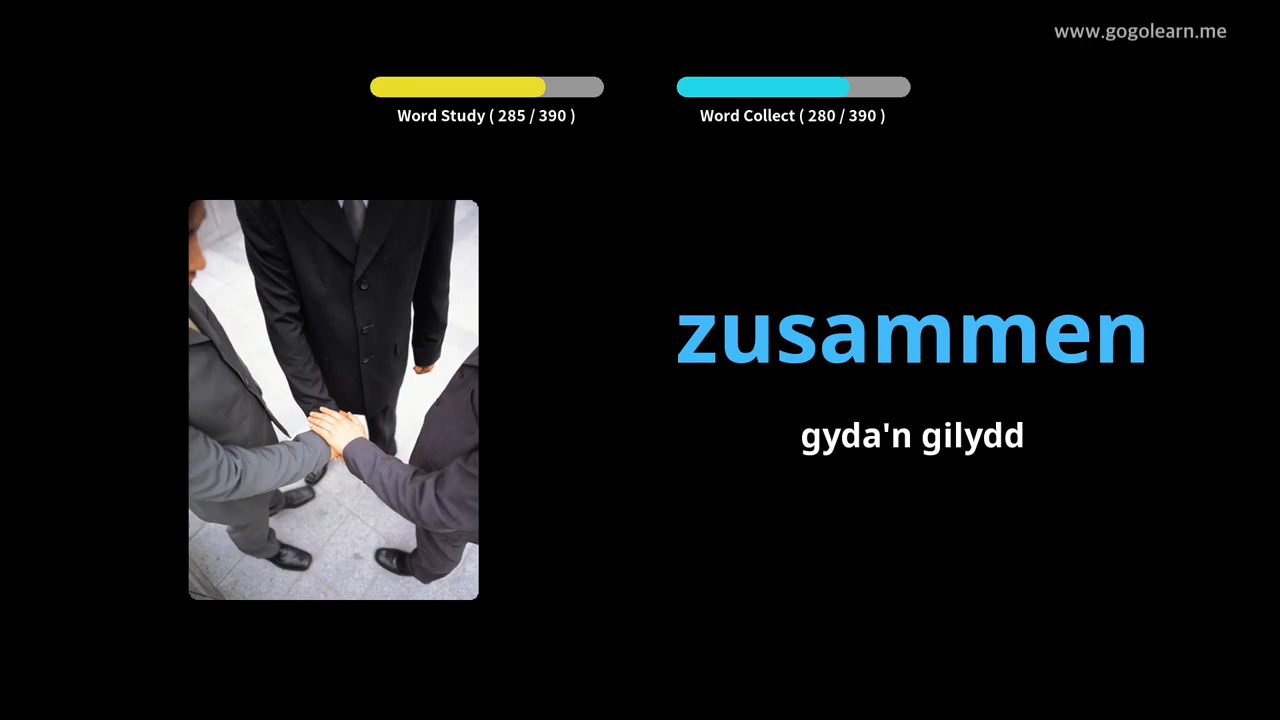 www.gogolearn.me
Word Study ( 285 / 390 )
Word Collect ( 280 / 390 )
zusammen
gyda'n gilydd